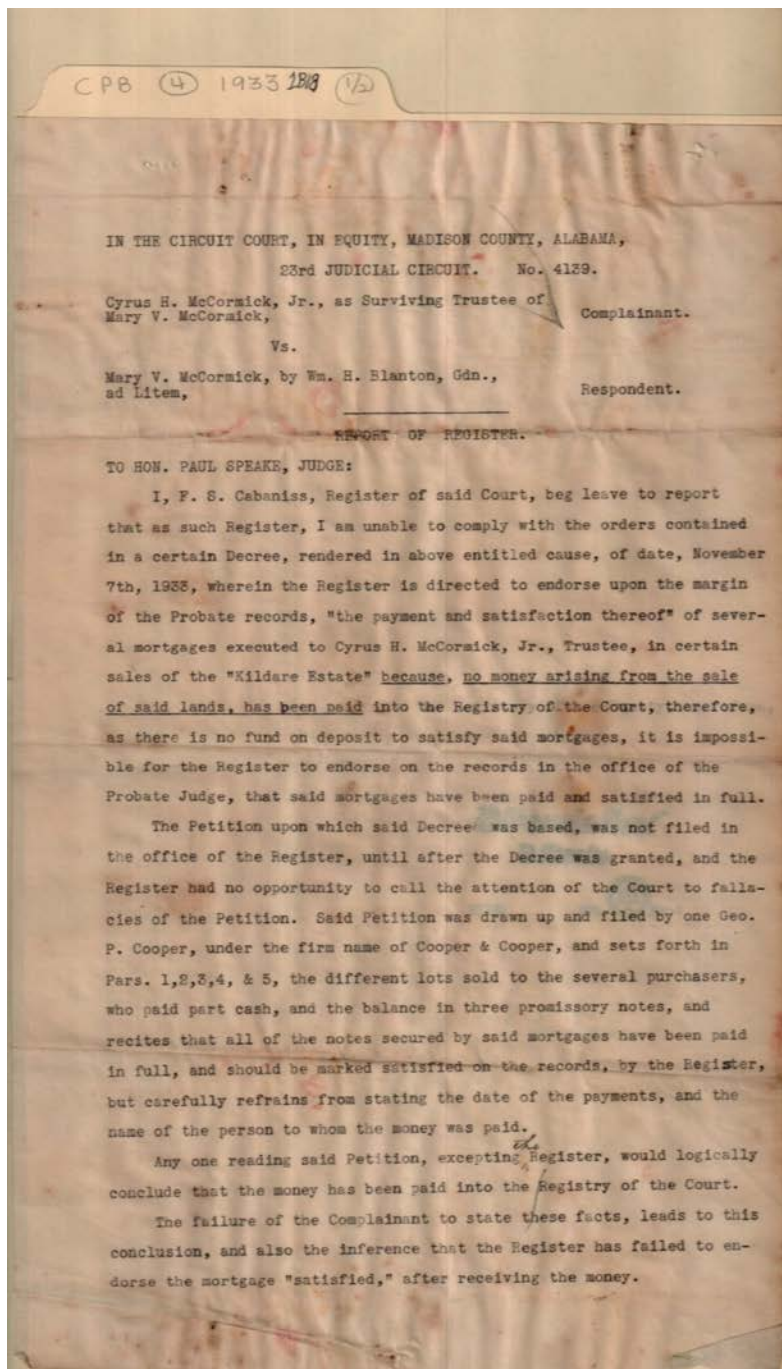 CPB 4 1933 1/2
IN THE CIRCUIT COURT, IN EQUITY, MADISON COUNTY, ALABAMA,
23rd JUDICIAL CIRCUIT. No. 4139.
Cyrus H. McCormick, Jr., as Surviving Trustee of
Mary V. McCormick, Complainant.
Vs.
Mary V. McCormick, by Wm. H. Blanton, Gdn.,
ad Litem, Respondent.
REPORT OF REGISTER.
TO HON. PAUL SPEAKE, JUDGE:
I, F. S. Cabaniss, Register of said Court, beg leave to report
that as such Register, I am unable to comply with the orders contained
in a certain Decree, rendered in above entitled cause, of date, November
7th, 1933, wherein the Register is directed to endorse upon the margin
of the Probate records, "the payment and satisfaction thereof" of sever-
al mortgages executed to Cyrus H. McCormick, Jr., Trustee, in certain
sales of the "Kildare Estate" because, no money arising from the sale
of said lands, has been paid into the Registry of the Court, therefore,
as there is no fund on deposit to satisfy said mortgages, it is impossi-
ble for the Register to endorse on the records in the office of the
Probate Judge, that said mortgages have been paid and satisfied in full.
The Petition upon which said Decree was based, was not filed in
the office of the Register, until after the Decree was granted, and the
Register had no opportunity to call the attention of the Court to falla-
cies of the Petition. Said Petition was drawn up and filed by one Geo.
P. Cooper, under the firm name of Cooper & Cooper, and sets forth in
Pars. 1,2,3,4, & 5, the different lots sold to the several purchasers,
who paid part cash, and the balance in three promissory notes, and
recites that all of the notes secured by said mortgages have been paid
in full, and should be marked satisfied on the records, by the Register,
but carefully refrains from stating the date of the payments, and the
name of the person to whom the money was paid.
Any one reading said Petition, excepting the Register, would logically
conclude that the money has been paid into the Registry of the Court.
The failure of the Complainant to state these facts, leads to this
conclusion, and also the inference that the Register has failed to en-
dorse the mortgage "satisfied," after receiving the money.